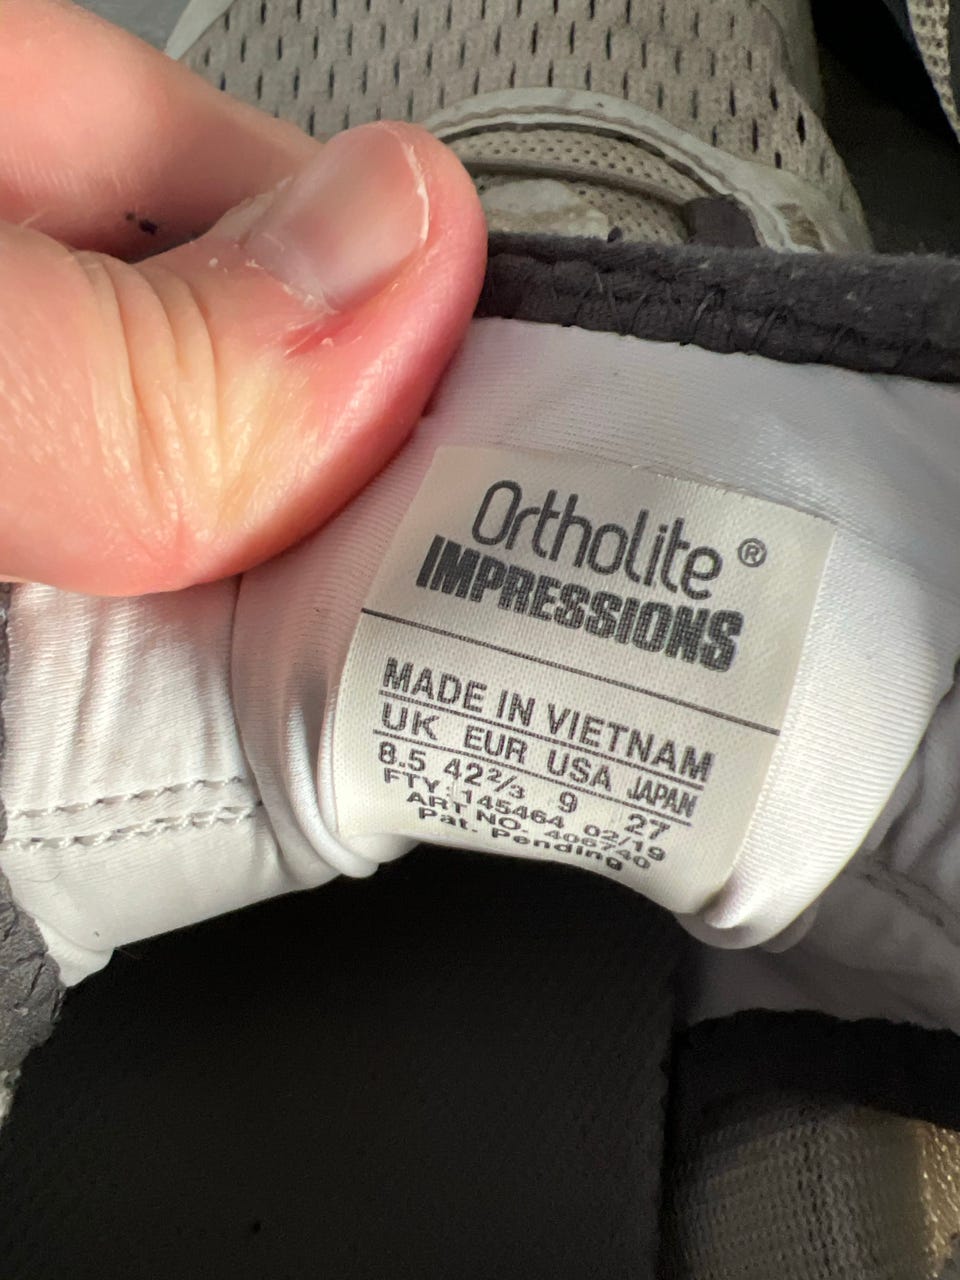 Ortholite®
IMPRESSIONS
MADE IN VIETNAM
UK EUR USA JAPAN
8.5 42⅔ 9 27
FTY:145464 02/19
ART NO. 406740
Pat. Pending